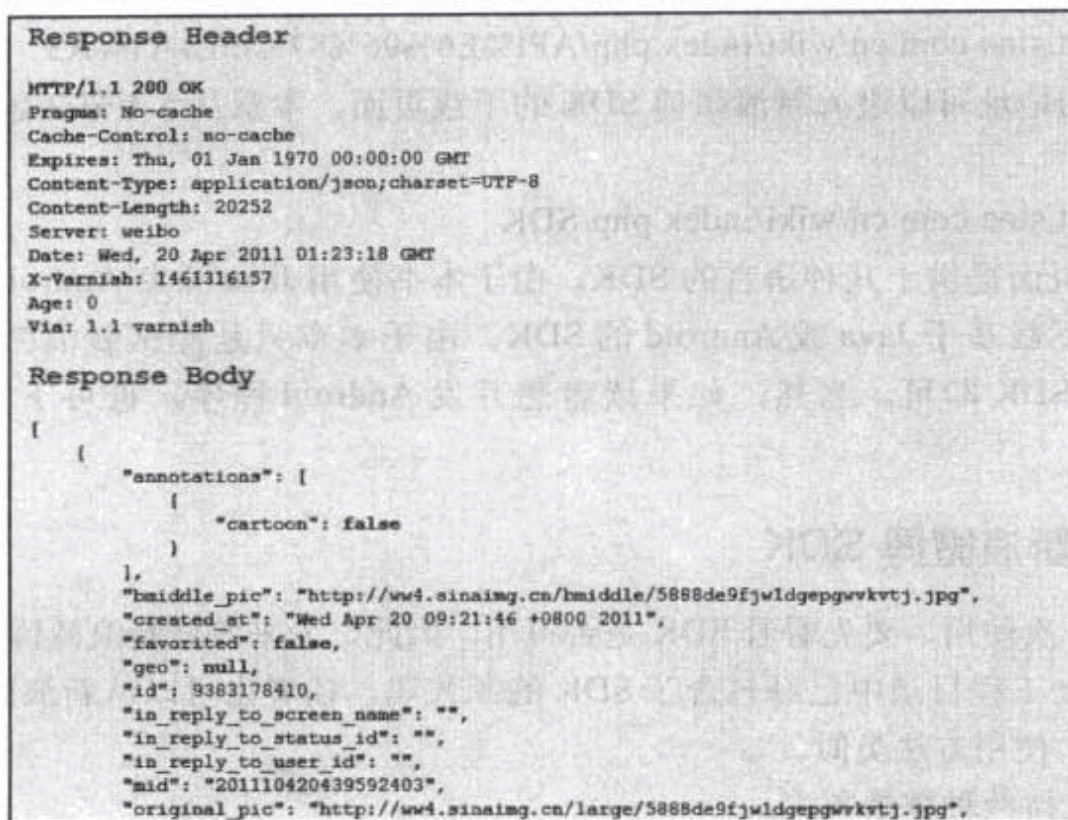 Response Header
HTTP/1.1 200 OK
Pragma: No-cache
Cache-Control: no-cache
Expires: Thu, 01 Jan 1970 00:00:00 GMT
Content-Type: application/json;charset=UTF-8
Content-Length: 20252
Server: weibo
Date: Wed, 20 Apr 2011 01:23:18 GMT
X-Varnish: 1461316157
Age: 0
Via: 1.1 varnish
Response Body
[
{
"annotations": [
{
"cartoon": false
}
],
"bmiddle_pic": "http://ww4.sinaimg.cn/bmiddle/5888de9fjw1dgepgwvkvtj.jpg",
"created_at": "Wed Apr 20 09:21:46 +0800 2011",
"favorited": false,
"geo": null,
"id": 9383178410,
"in_reply_to_screen_name": "",
"in_reply_to_status_id": "",
"in_reply_to_user_id": "",
"mid": "201110420439592403",
"original_pic": "http://ww4.sinaimg.cn/large/5888de9fjw1dgepgwvkvtj.jpg",